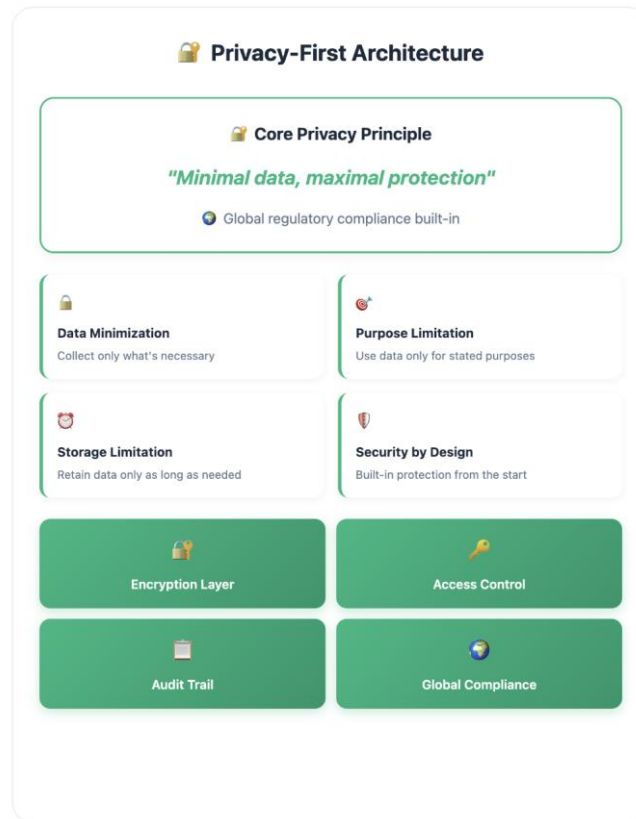 Privacy-First Architecture
Core Privacy Principle
"Minimal data, maximal protection"
Global regulatory compliance built-in
Data Minimization
Collect only what's necessary
Purpose Limitation
Use data only for stated purposes
Storage Limitation
Retain data only as long as needed
Security by Design
Built-in protection from the start
Encryption Layer
Access Control
Audit Trail
Global Compliance